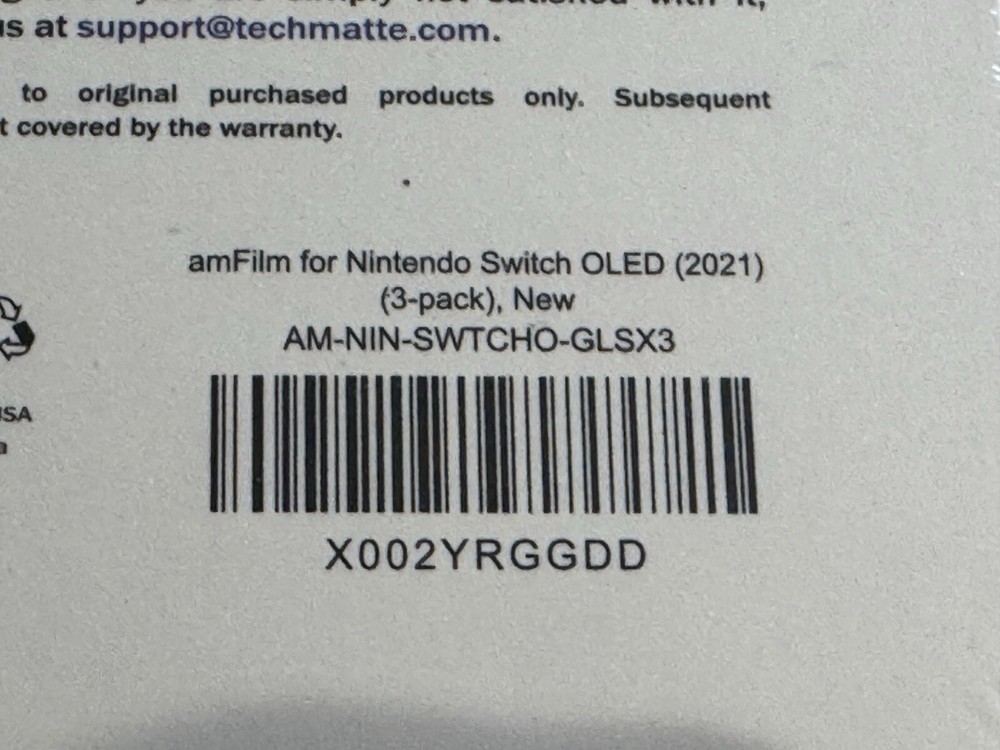 us at support@techmatte.com.
to original purchased products only. Subsequent
covered by the warranty.
amFilm for Nintendo Switch OLED (2021)
(3-pack), New
AM-NIN-SWTCHO-GLSX3
X002YRGGDD